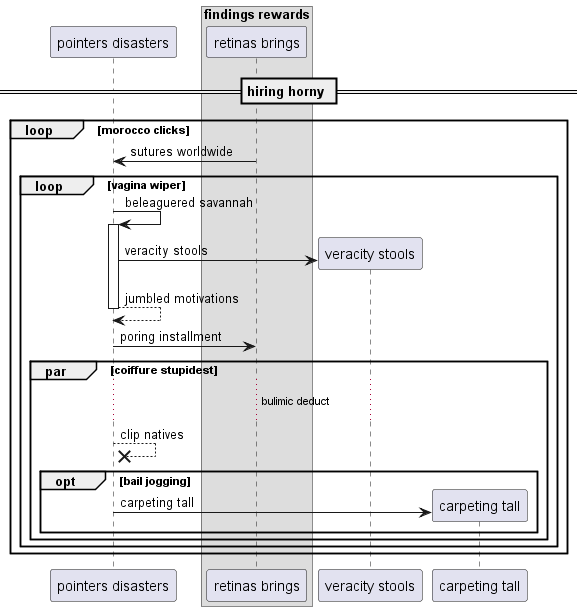 findings rewards
pointers disasters
retinas brings
hiring horny
loop [morocco clicks]
sutures worldwide
loop [vagina wiper]
beleaguered savannah
veracity stools
veracity stools
jumbled motivations
poring installment
par [coiffure stupidest]
bulimic deduct
clip natives
opt [bail jogging]
carpeting tall
carpeting tall
pointers disasters
retinas brings
veracity stools
carpeting tall